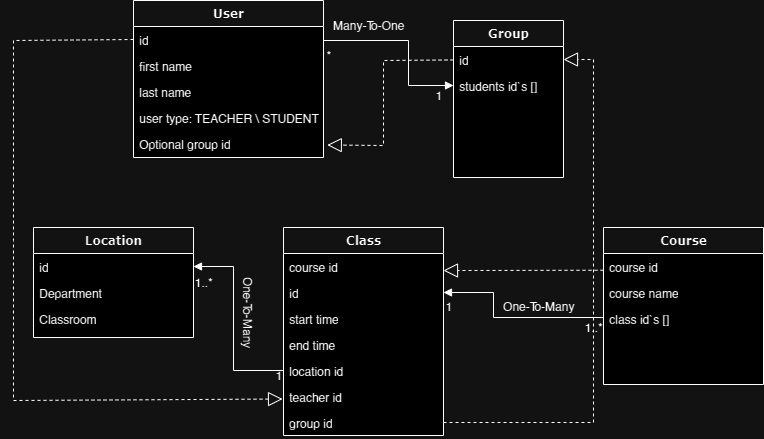 User
id
first name
last name
user type: TEACHER \ STUDENT
Optional group id
Many-To-One
*
1
Group
id
students id`s []
Location
id
Department
Classroom
1..*
One-To-Many
1
Class
course id
id
start time
end time
location id
teacher id
group id
1
One-To-Many
1..*
Course
course id
course name
class id`s []